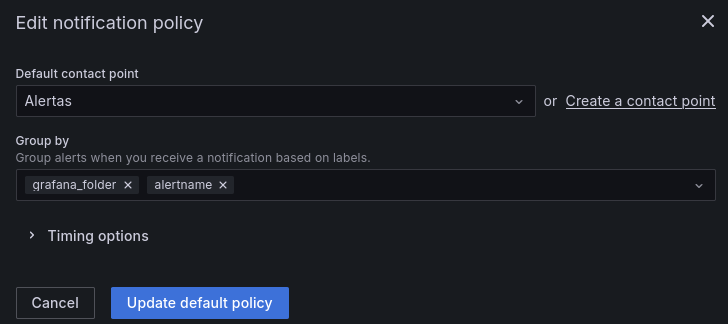 Edit notification policy
Default contact point
Alertas
or Create a contact point
Group by
Group alerts when you receive a notification based on labels.
grafana_folder alertname
Timing options
Cancel Update default policy